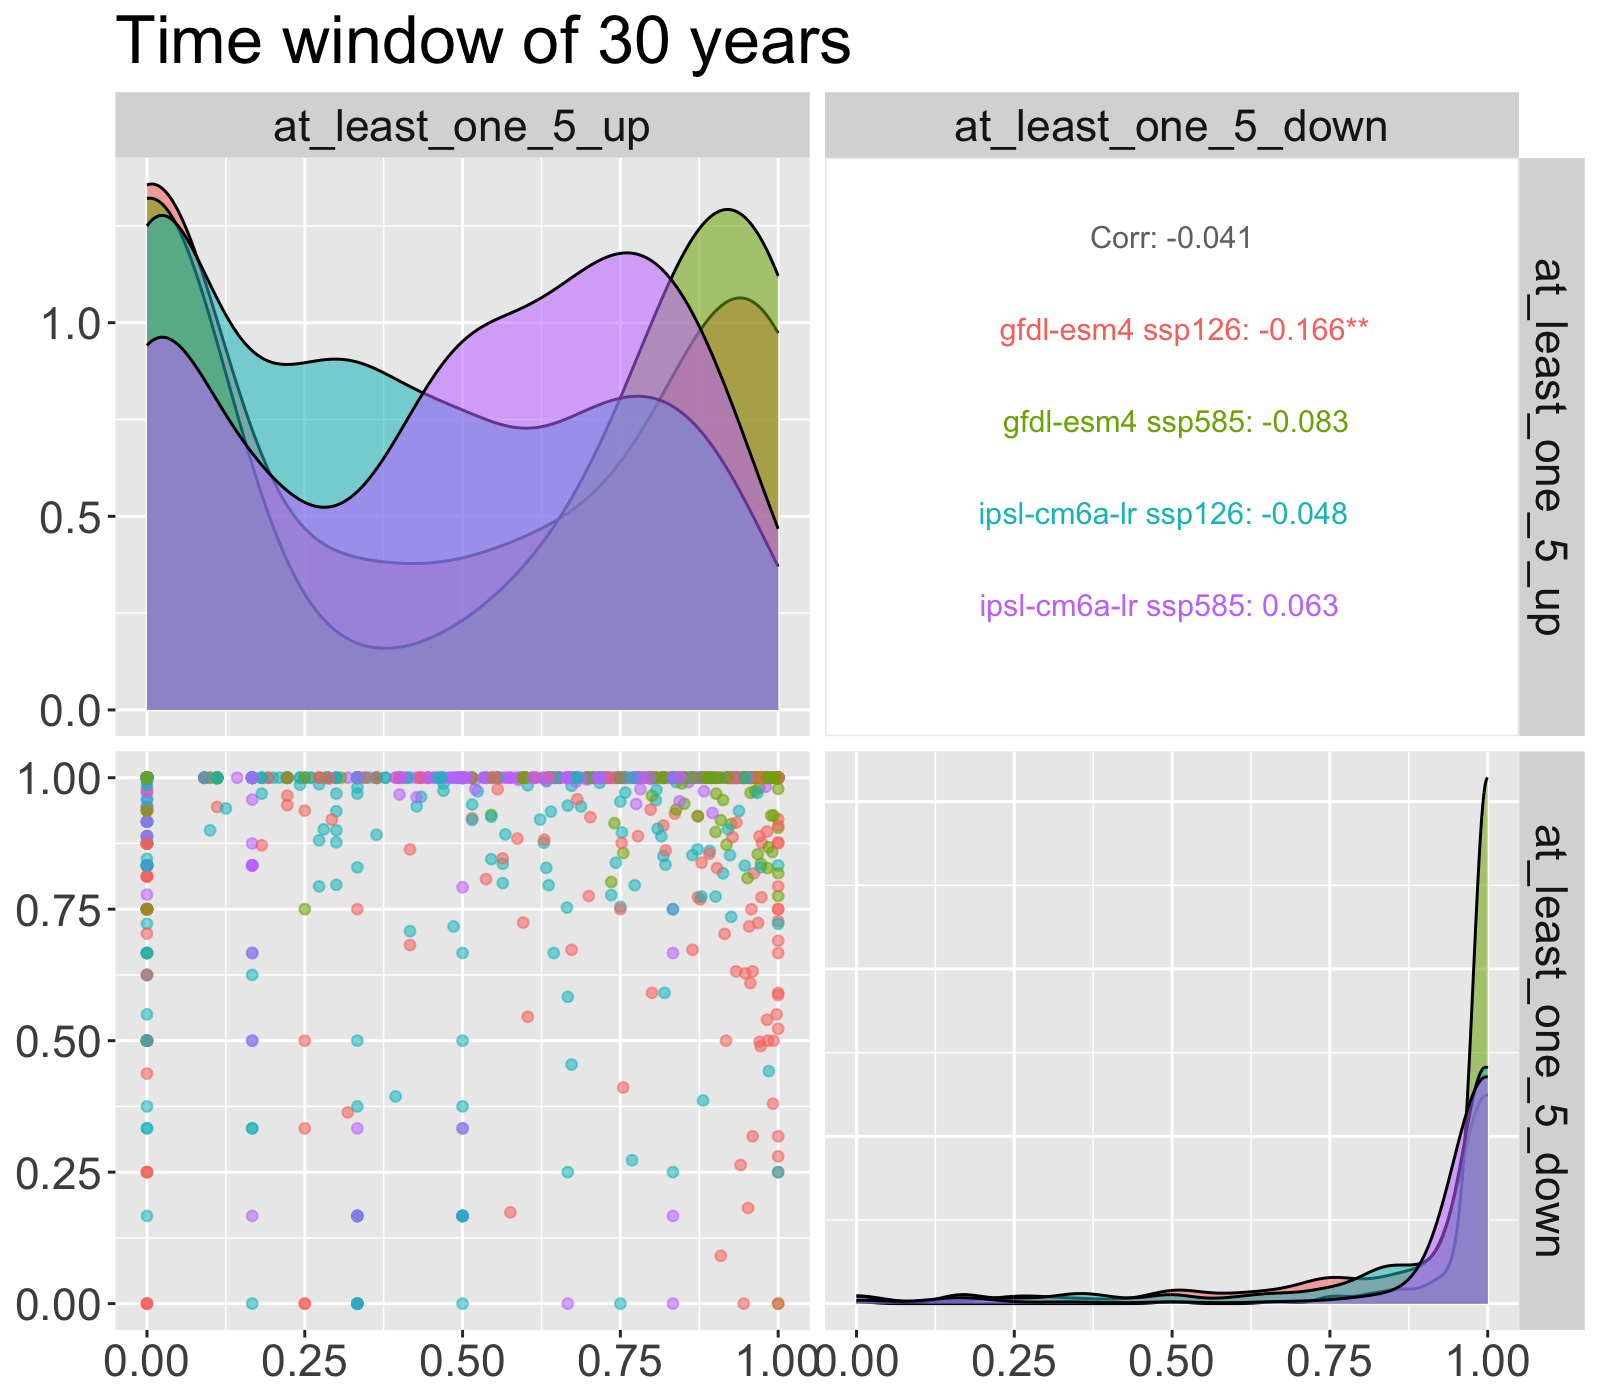 Time window of 30 years
at_least_one_5_up
at_least_one_5_down
Corr: -0.041
gfdl-esm4 ssp126: -0.166**
gfdl-esm4 ssp585: -0.083
ipsl-cm6a-lr ssp126: -0.048
ipsl-cm6a-lr ssp585: 0.063
at_least_one_5_up
1.0
0.5
0.0
1.00
0.75
0.50
0.25
0.00
at_least_one_5_down
0.00 0.25 0.50 0.75 1.00
0.00 0.25 0.50 0.75 1.00